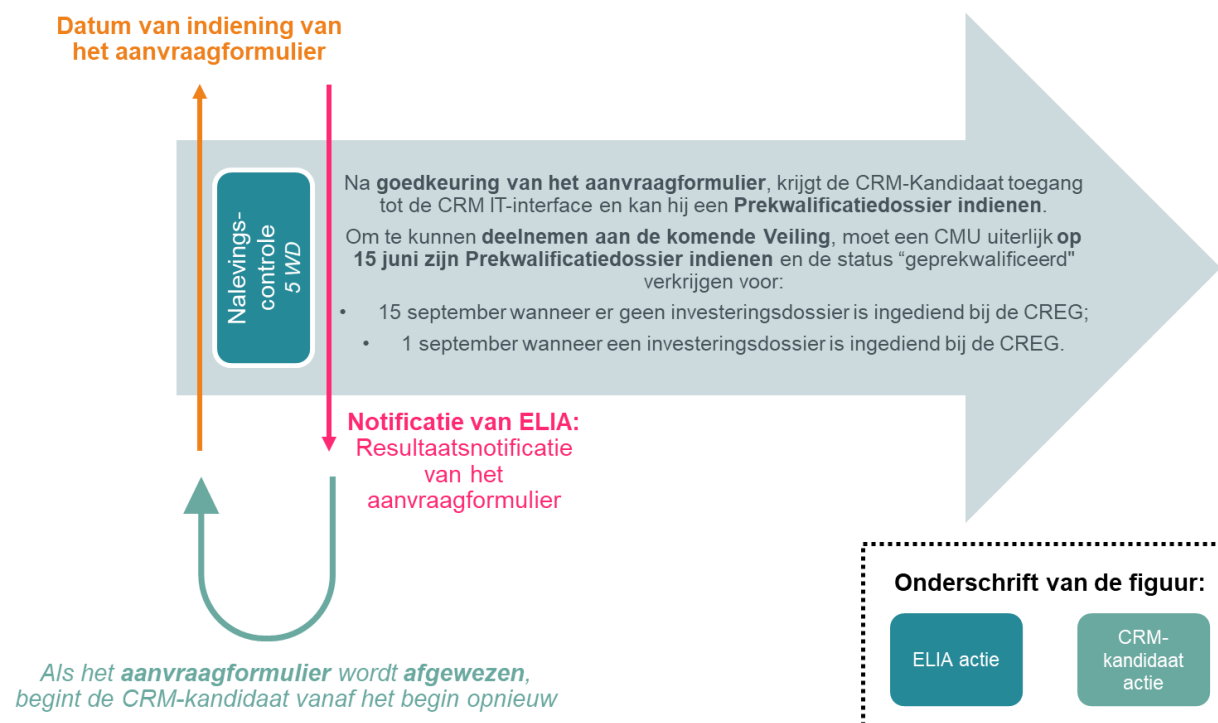 Datum van indiening van
het aanvraagformulier
Nalevings-
controle
5 WD
Na goedkeuring van het aanvraagformulier, krijgt de CRM-Kandidaat toegang
tot de CRM IT-interface en kan hij een Prekwalificatiedossier indienen.
Om te kunnen deelnemen aan de komende Veiling, moet een CMU uiterlijk op
15 juni zijn Prekwalificatiedossier indienen en de status “geprekwalificeerd"
verkrijgen voor:
• 15 september wanneer er geen investeringsdossier is ingediend bij de CREG;
• 1 september wanneer een investeringsdossier is ingediend bij de CREG.
Notificatie van ELIA:
Resultaatsnotificatie
van het
aanvraagformulier
Als het aanvraagformulier wordt afgewezen,
begint de CRM-kandidaat vanaf het begin opnieuw
Onderschrift van de figuur:
ELIA actie
CRM-
kandidaat
actie